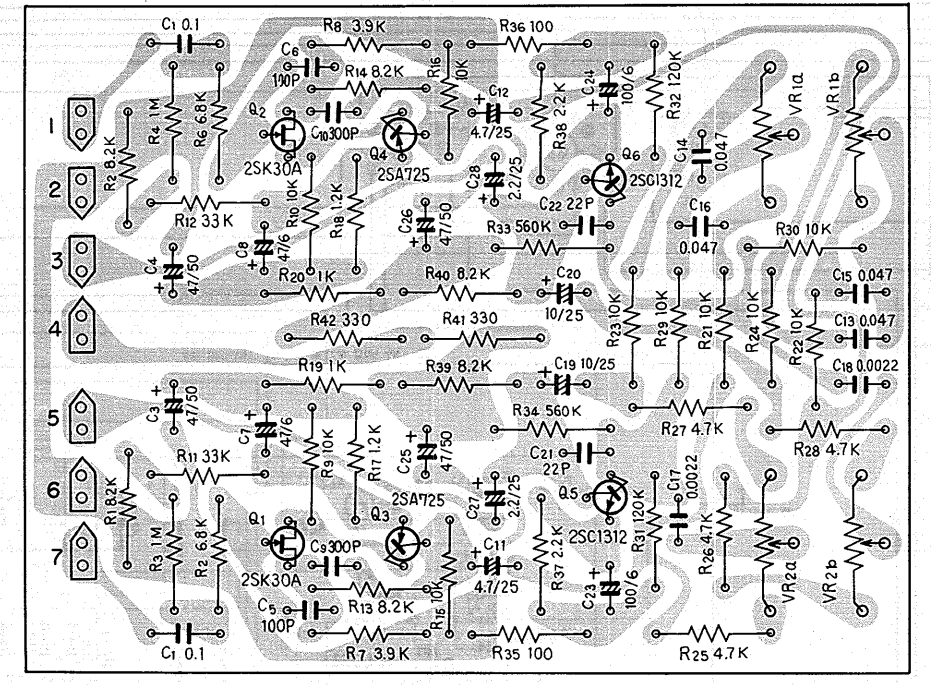 C1 0.1
R8 3.9K
R36 100
C6
100P
R14 8.2K
R16
10K
C12
4.7/25
C24
100/6
R32 120K
VR1a
VR1b
1
R2 8.2K
R4 1M
R6 6.8K
Q2
2SK30A
C10 300P
Q4
2SA725
R38 2.2K
Q6
2SC1312
C14
0.047
2
R12 33K
R10 10K
R18 1.2K
C28
2.2/25
C26
47/50
C22 22P
C16
0.047
R33 560K
R30 10K
3
C4
47/50
C8
47/6
R20 1K
R40 8.2K
C20
10/25
R23 10K
R29 10K
R21 10K
R24 10K
R22 10K
C15 0.047
4
R42 330
R41 330
C13 0.047
R19 1K
R39 8.2K
C19 10/25
C18 0.0022
5
C3
47/50
C7
47/6
R9 10K
R17 1.2K
C25
47/50
R34 560K
R27 4.7K
R28 4.7K
R11 33K
C21
22P
6
R1 8.2K
2SA725
C27
2.2/25
Q5
2SC1312
R31 120K
C17
0.0022
7
R3 1M
R2 6.8K
Q1
2SK30A
C9 300P
Q3
C11
4.7/25
R37 2.2K
R26 4.7K
VR2a
VR2b
C5
100P
R13 8.2K
R15 10K
C23
100/6
C1 0.1
R7 3.9K
R35 100
R25 4.7K